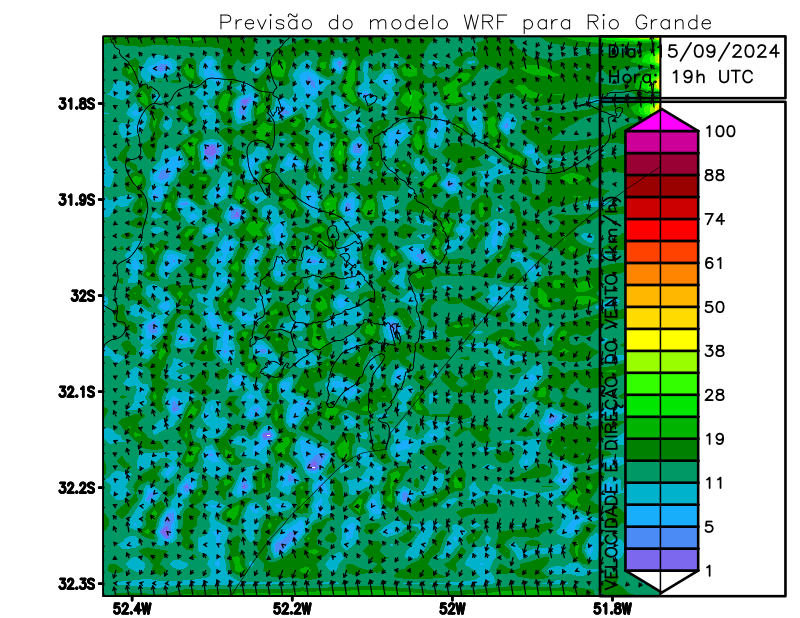 Previsão do modelo WRF para Rio Grande
Dia: 5/09/2024
Hora: 19h UTC
31.8S
31.9S
32S
32.1S
32.2S
32.3S
52.4W
52.2W
52W
51.8W
VELOCIDADE E DIREÇÃO DO VENTO (km/h)
100
88
74
61
50
38
28
19
11
5
1